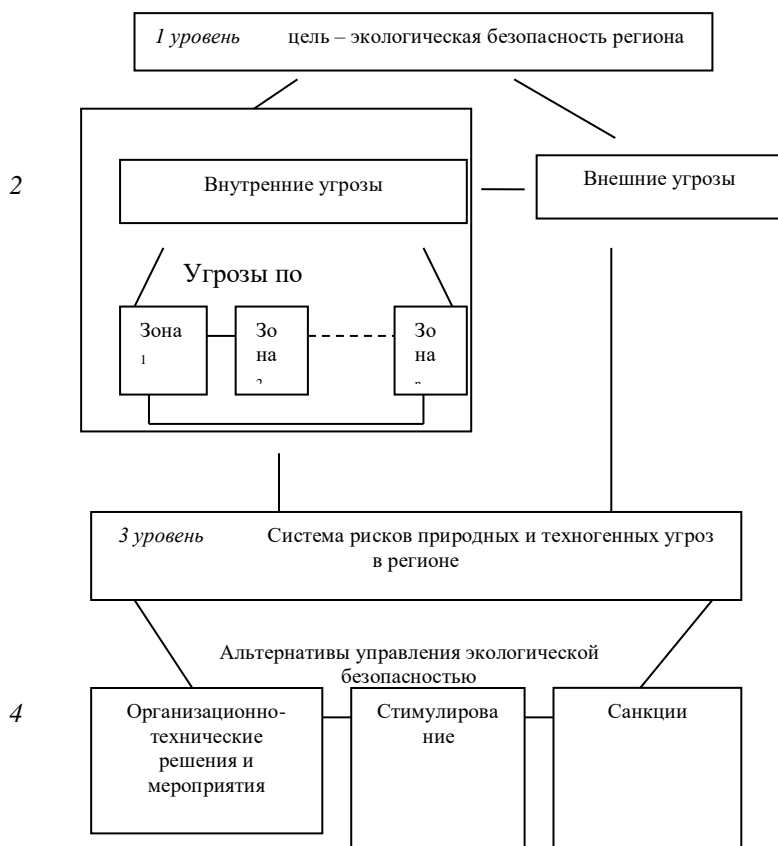 1 уровень цель – экологическая безопасность региона
2
Внутренние угрозы
Внешние угрозы
Угрозы по
Зона
1
Зо
на
2
Зо
на
n
3 уровень Система рисков природных и техногенных угроз
в регионе
Альтернативы управления экологической
безопасностью
4
Организационно-
технические
решения и
мероприятия
Стимулирова
ние
Санкции